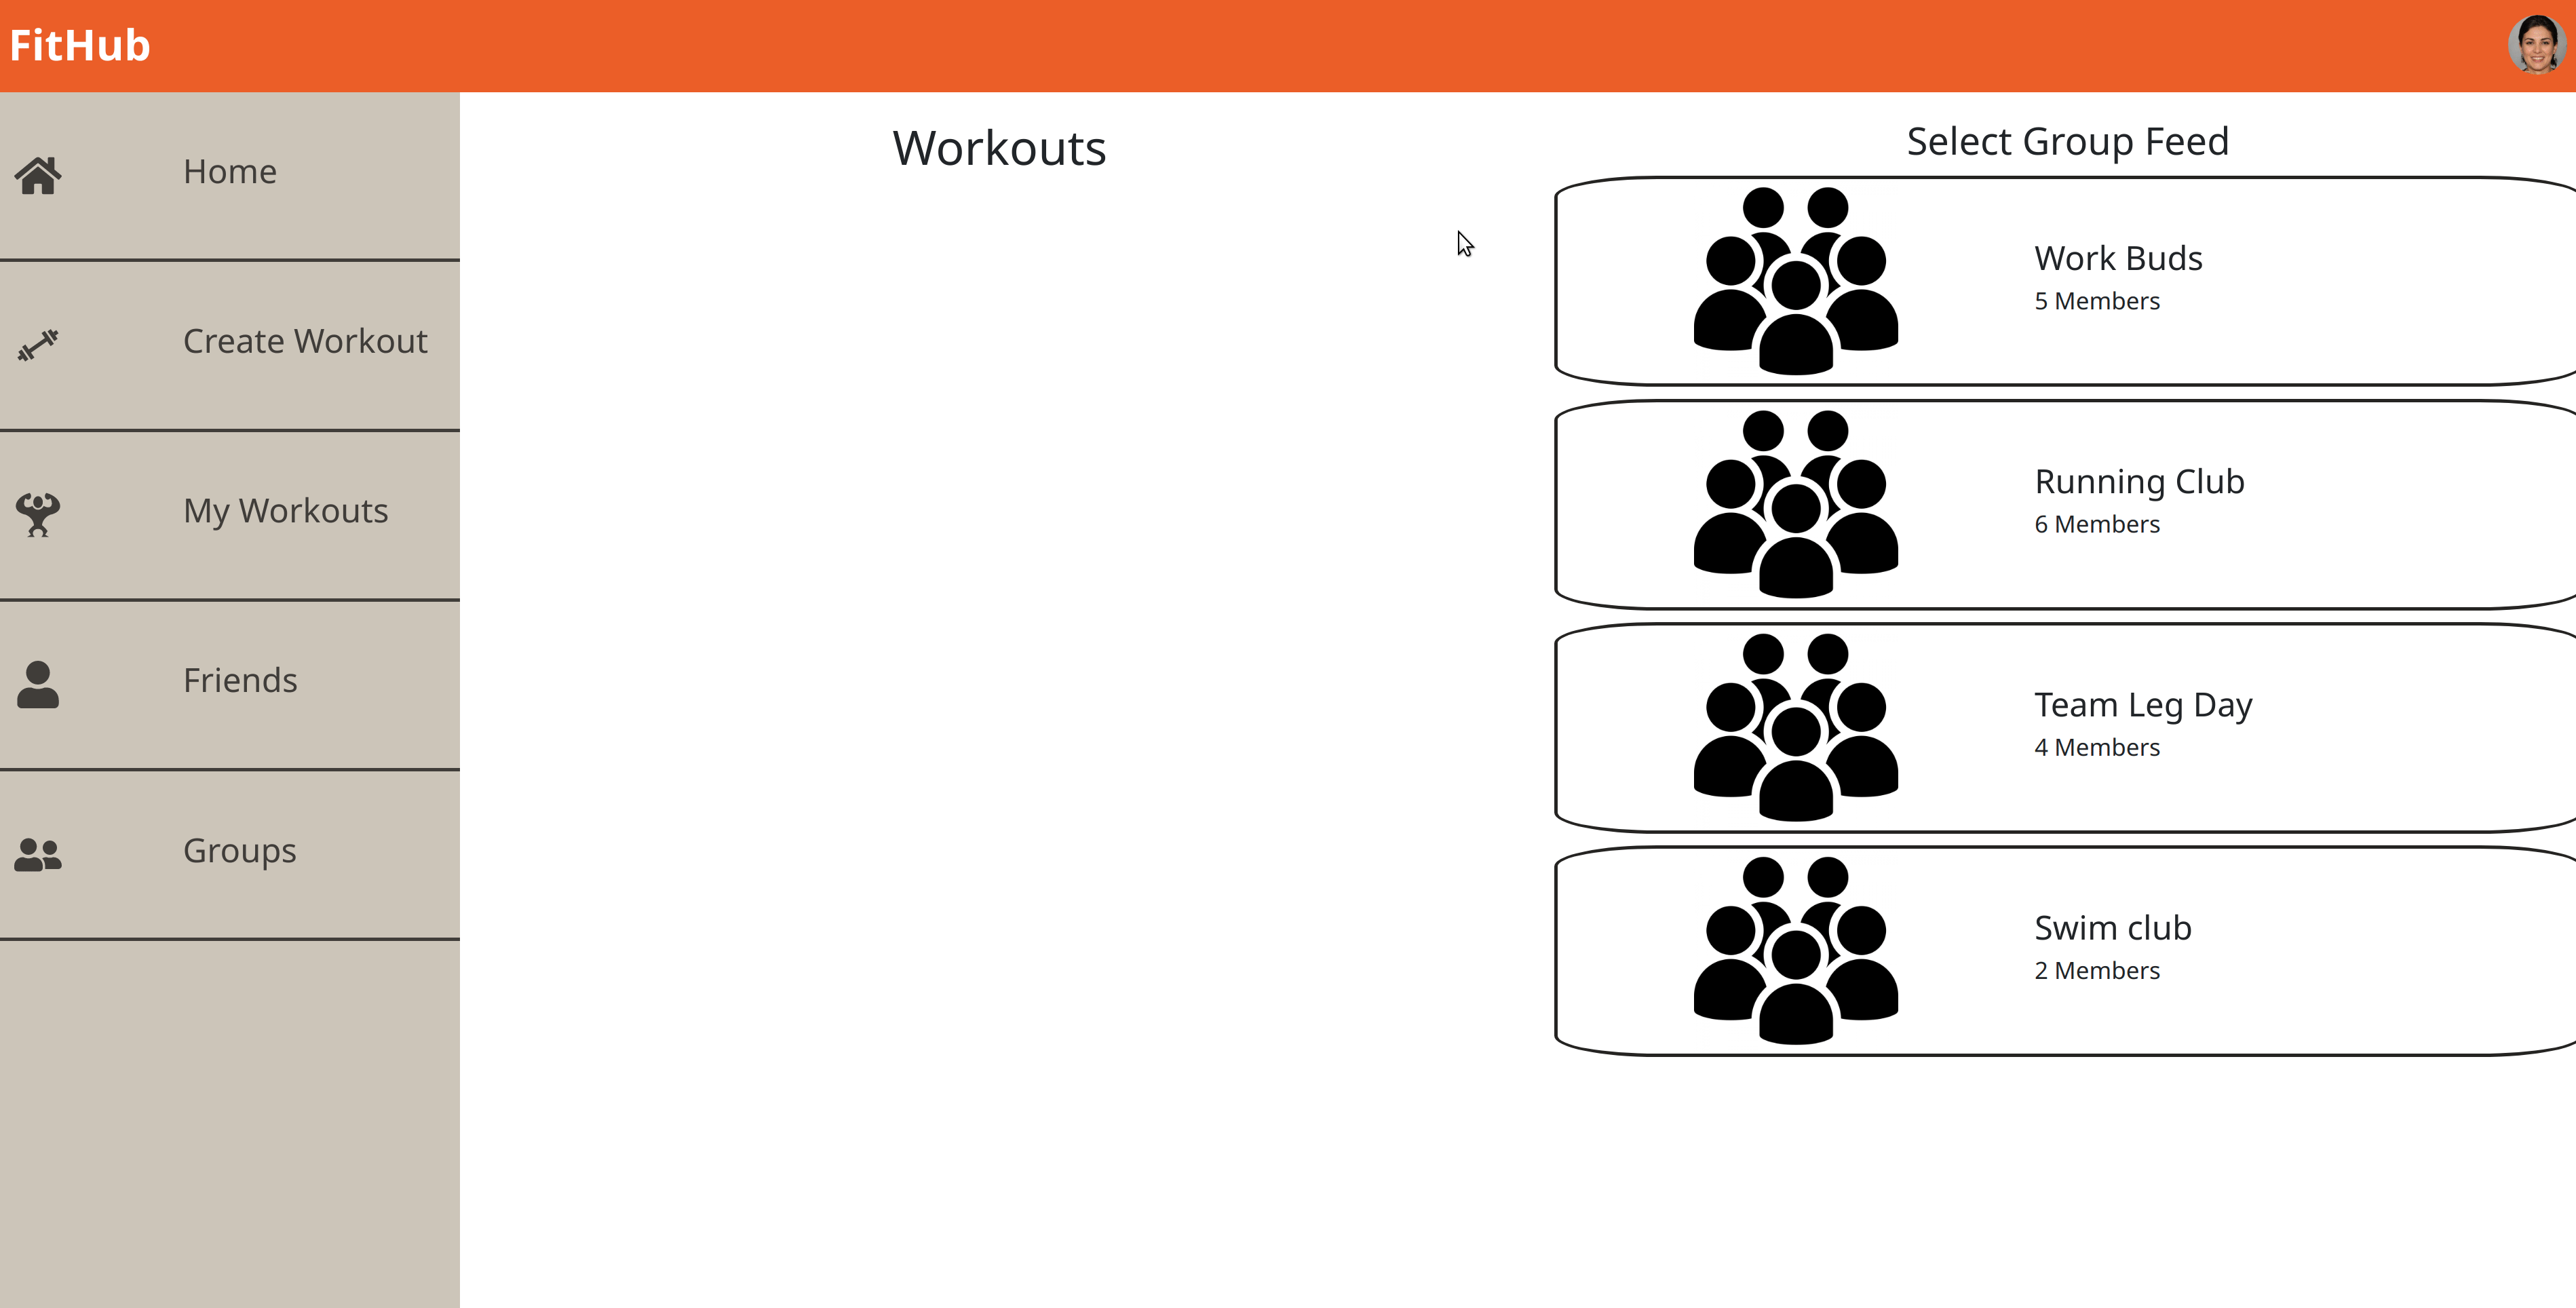 FitHub
Home
Create Workout
My Workouts
Friends
Groups
Workouts
Select Group Feed
Work Buds
5 Members
Running Club
6 Members
Team Leg Day
4 Members
Swim club
2 Members